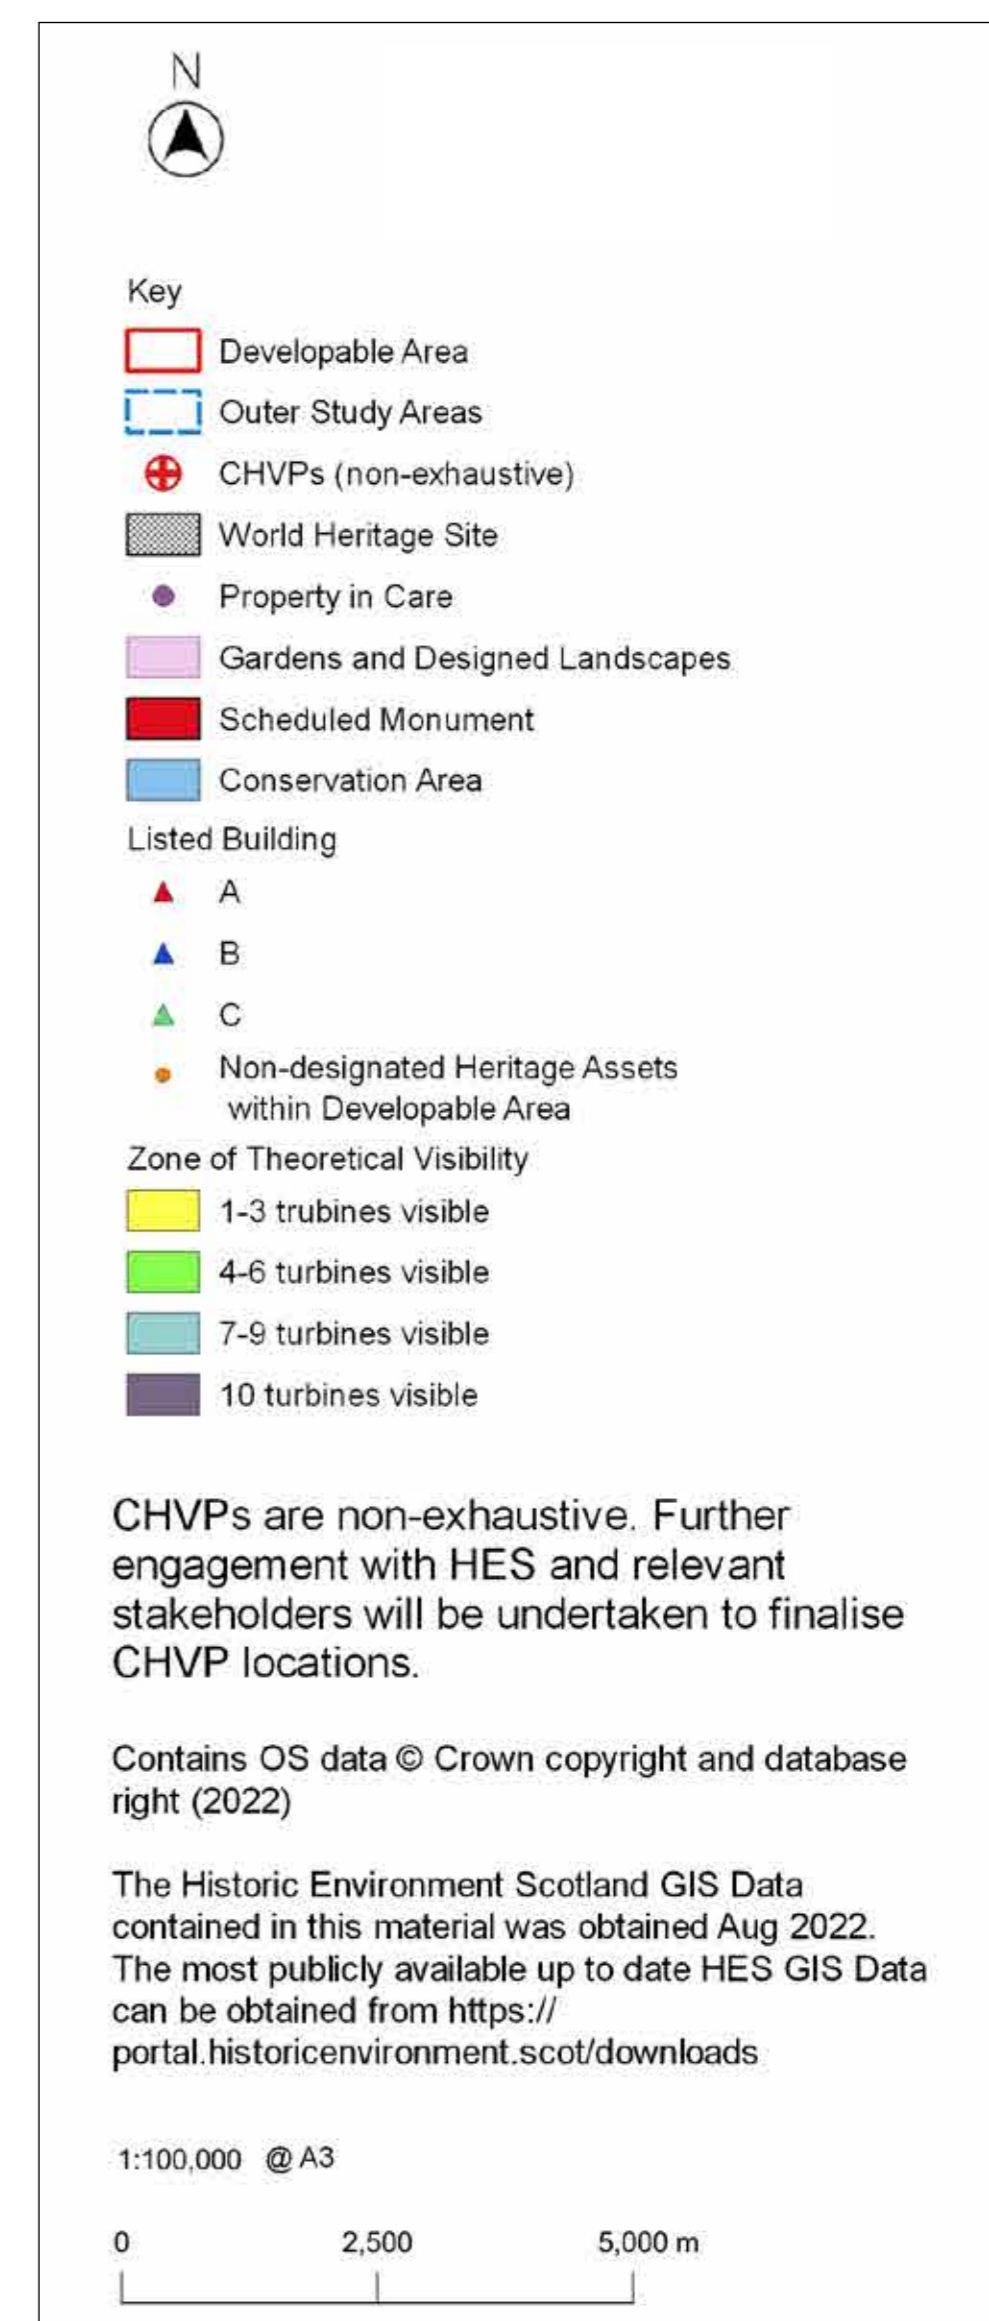 N
Key
Developable Area
Outer Study Areas
CHVPs (non-exhaustive)
World Heritage Site
Property in Care
Gardens and Designed Landscapes
Scheduled Monument
Conservation Area
Listed Building
A
B
C
Non-designated Heritage Assets
within Developable Area
Zone of Theoretical Visibility
1-3 trubines visible
4-6 turbines visible
7-9 turbines visible
10 turbines visible
CHVPs are non-exhaustive. Further
engagement with HES and relevant
stakeholders will be undertaken to finalise
CHVP locations.
Contains OS data © Crown copyright and database
right (2022)
The Historic Environment Scotland GIS Data
contained in this material was obtained Aug 2022.
The most publicly available up to date HES GIS Data
can be obtained from https://
portal.historicenvironment.scot/downloads
1:100,000 @ A3
0 2,500 5,000 m